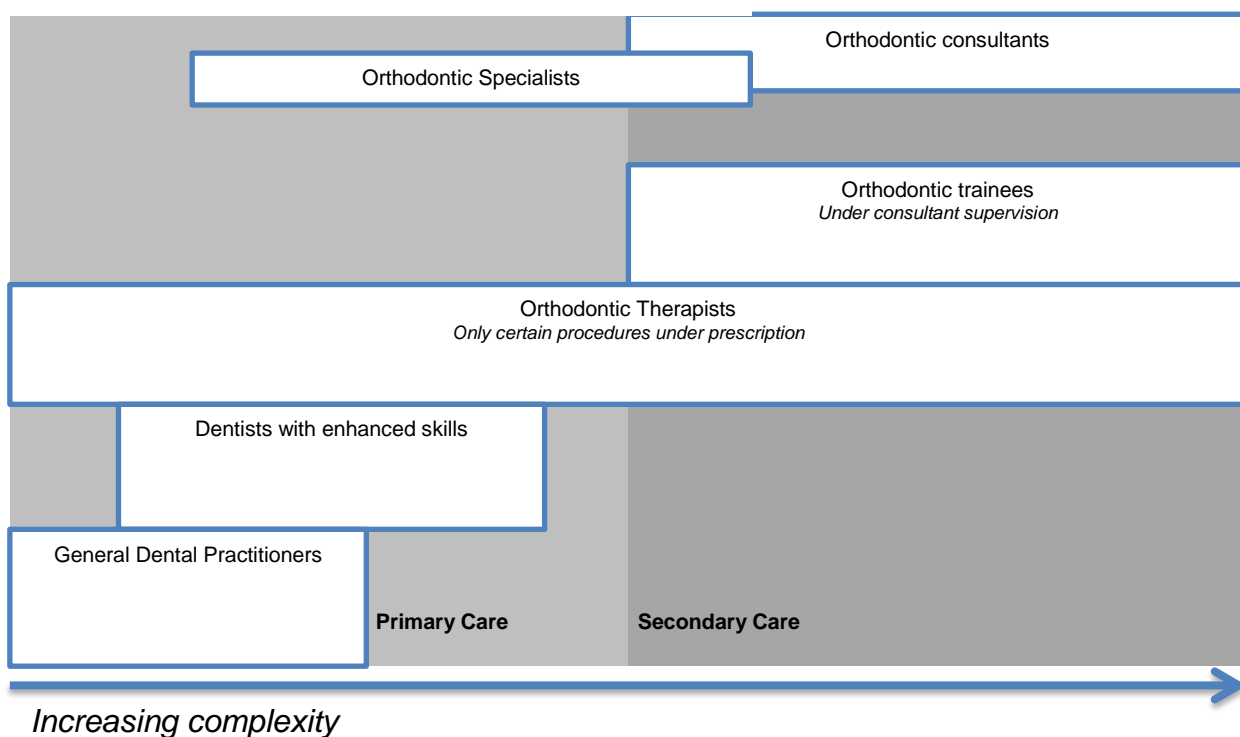 Orthodontic consultants
Orthodontic Specialists
Orthodontic trainees
Under consultant supervision
Orthodontic Therapists
Only certain procedures under prescription
Dentists with enhanced skills
General Dental Practitioners
Primary Care
Secondary Care
Increasing complexity